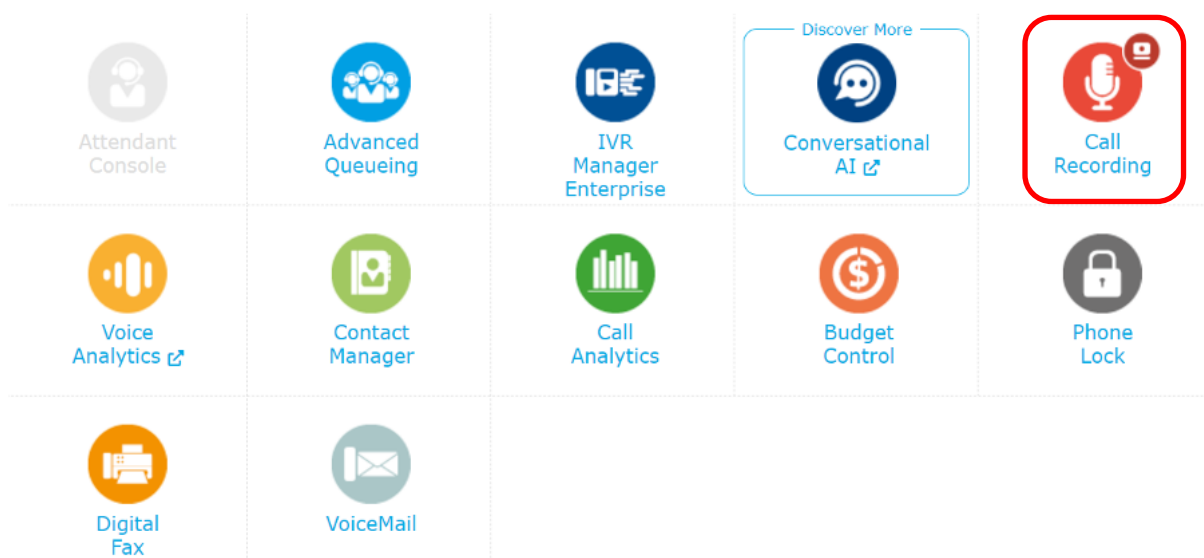 Discover More
Attendant
Console
Advanced
Queueing
IVR
Manager
Enterprise
Conversational
AI
Call
Recording
Voice
Analytics
Contact
Manager
Call
Analytics
Budget
Control
Phone
Lock
Digital
Fax
VoiceMail